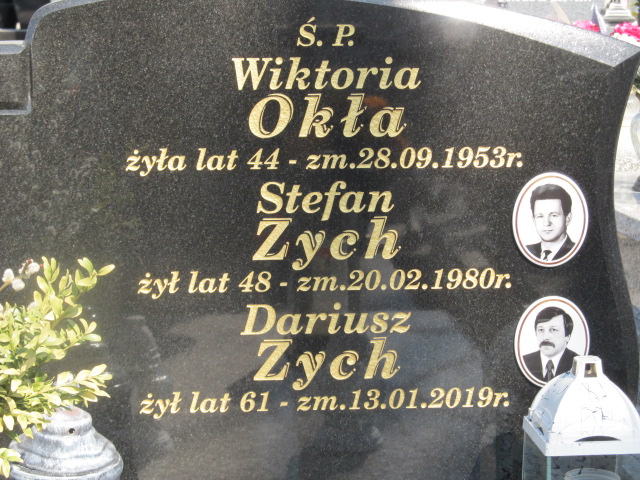 Ś. P.
Wiktoria
Okła
żyła lat 44 - zm.28.09.1953r.
Stefan
Zych
żył lat 48 - zm.20.02.1980r.
Dariusz
Zych
żył lat 61 - zm.13.01.2019r.